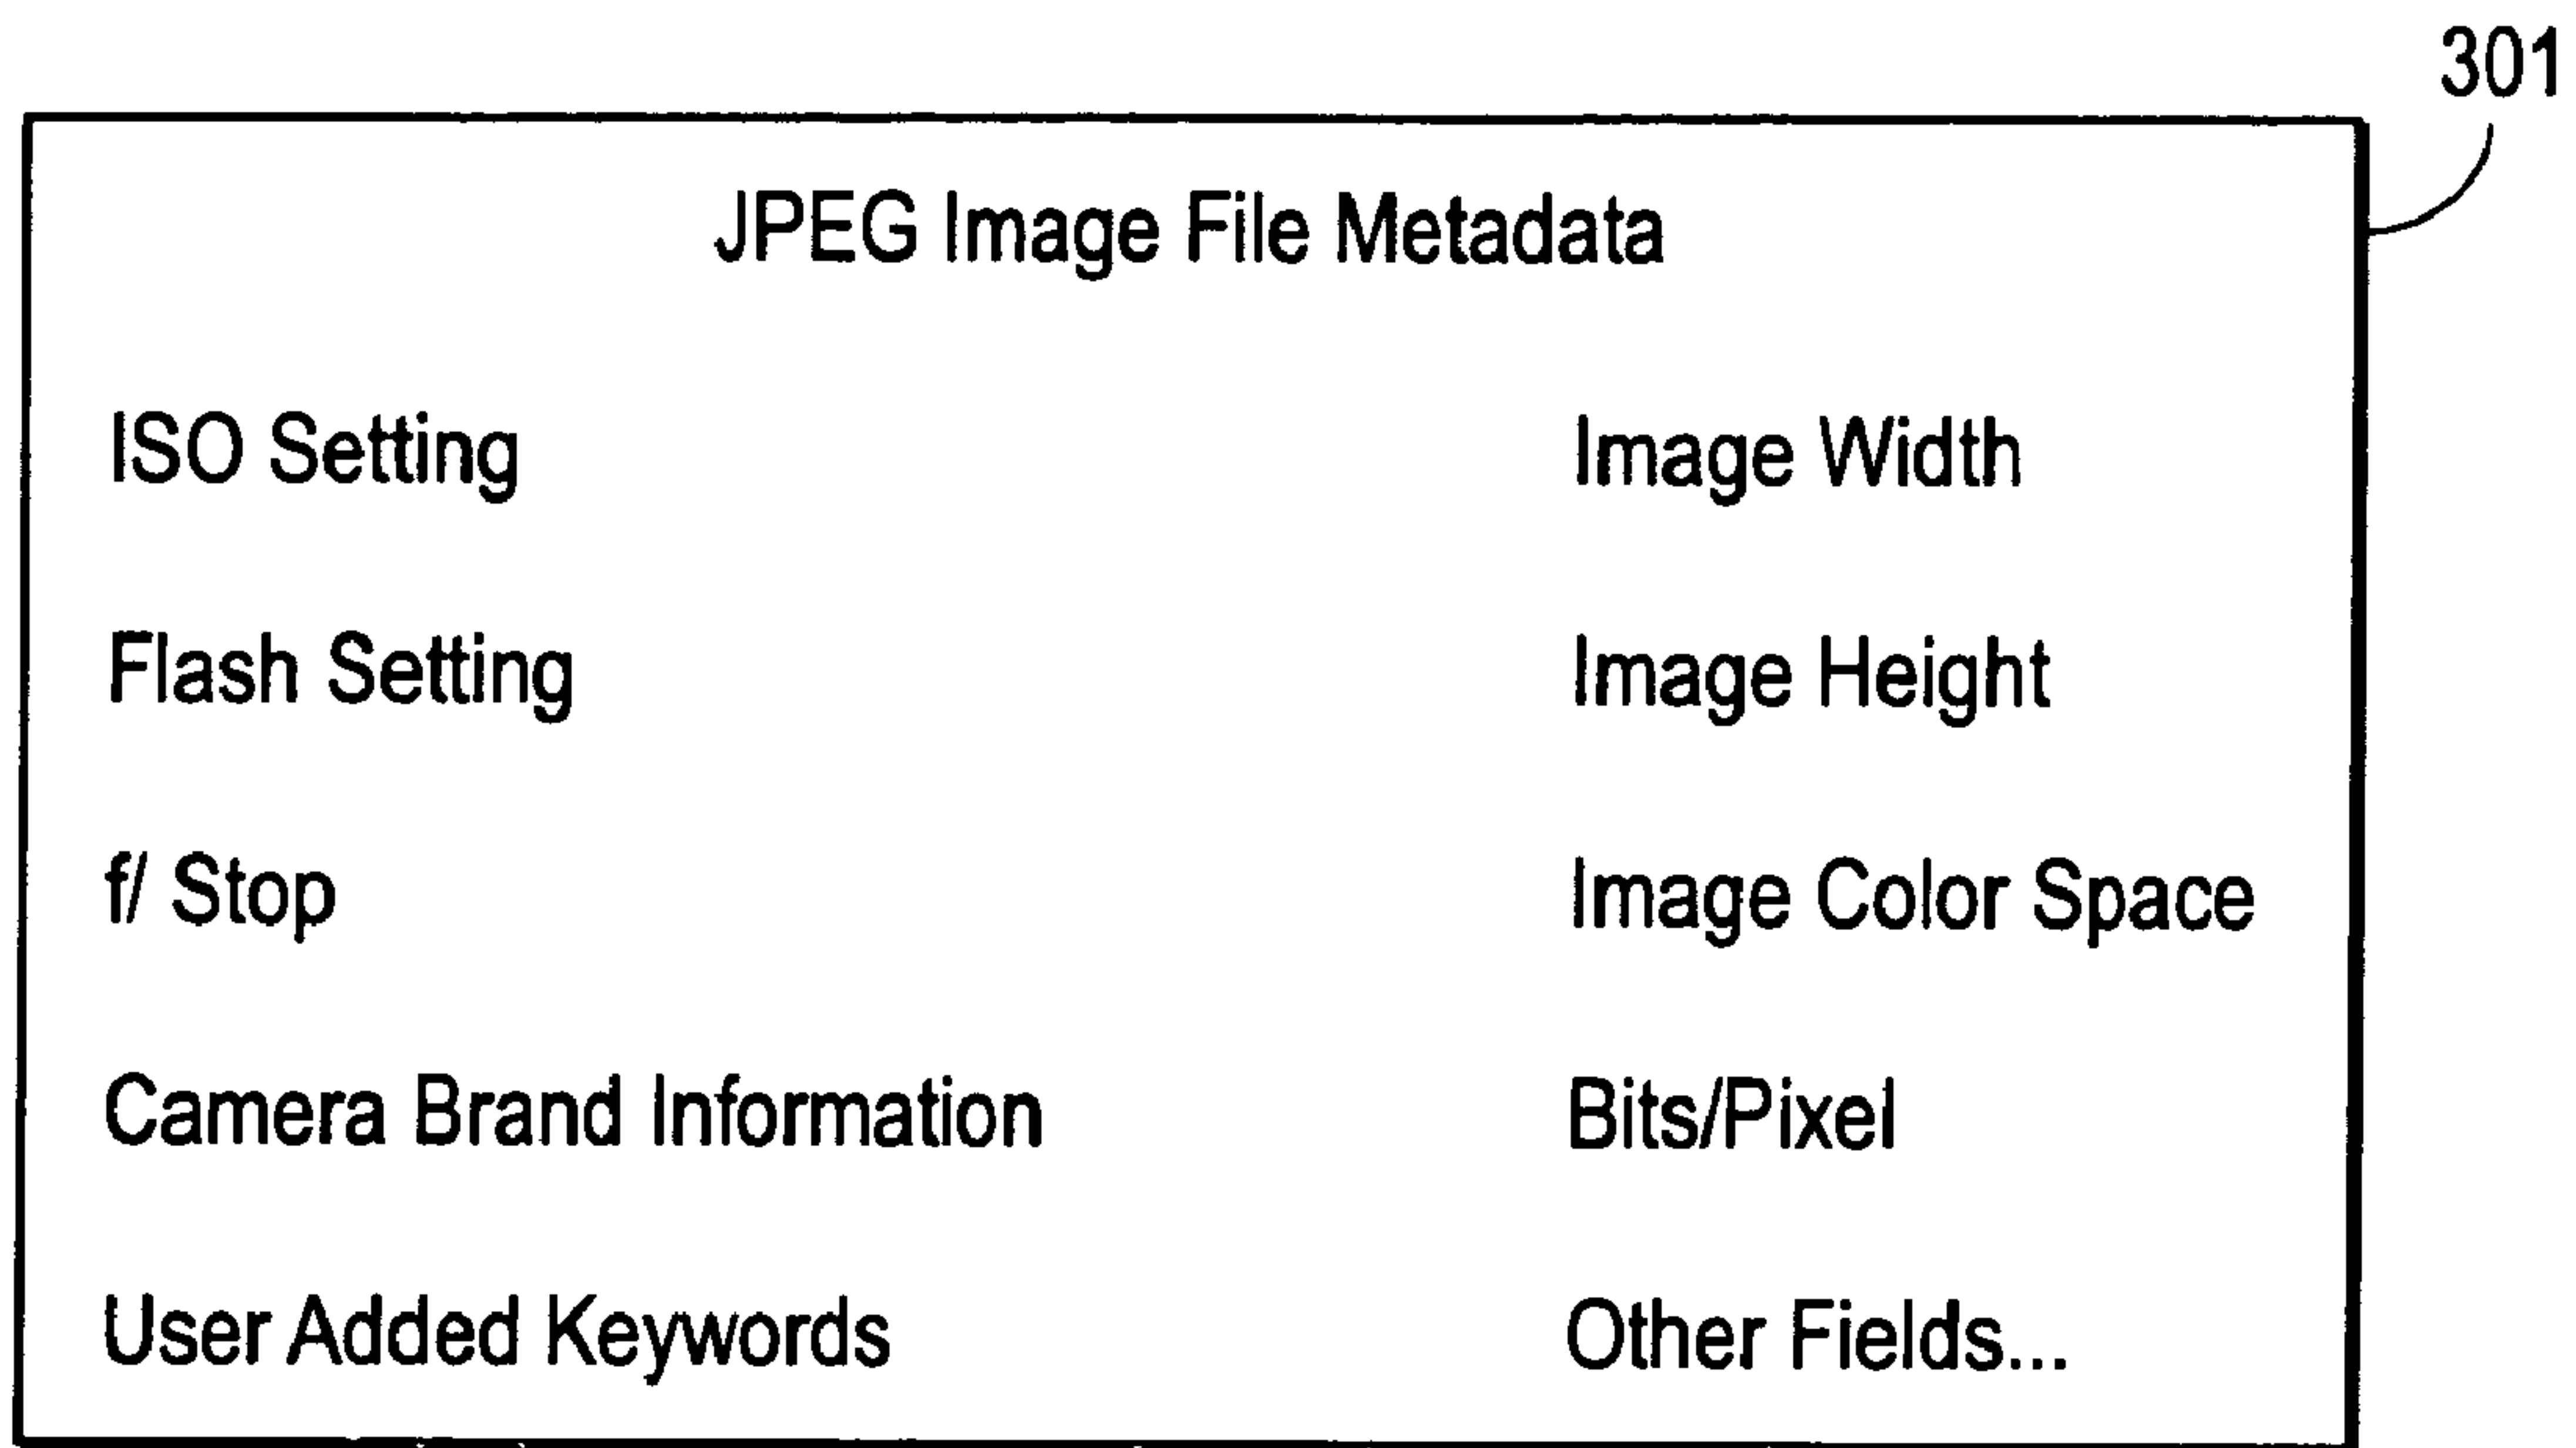 301
JPEG Image File Metadata
ISO Setting
Image Width
Flash Setting
Image Height
f/ Stop
Image Color Space
Camera Brand Information
Bits/Pixel
User Added Keywords
Other Fields...